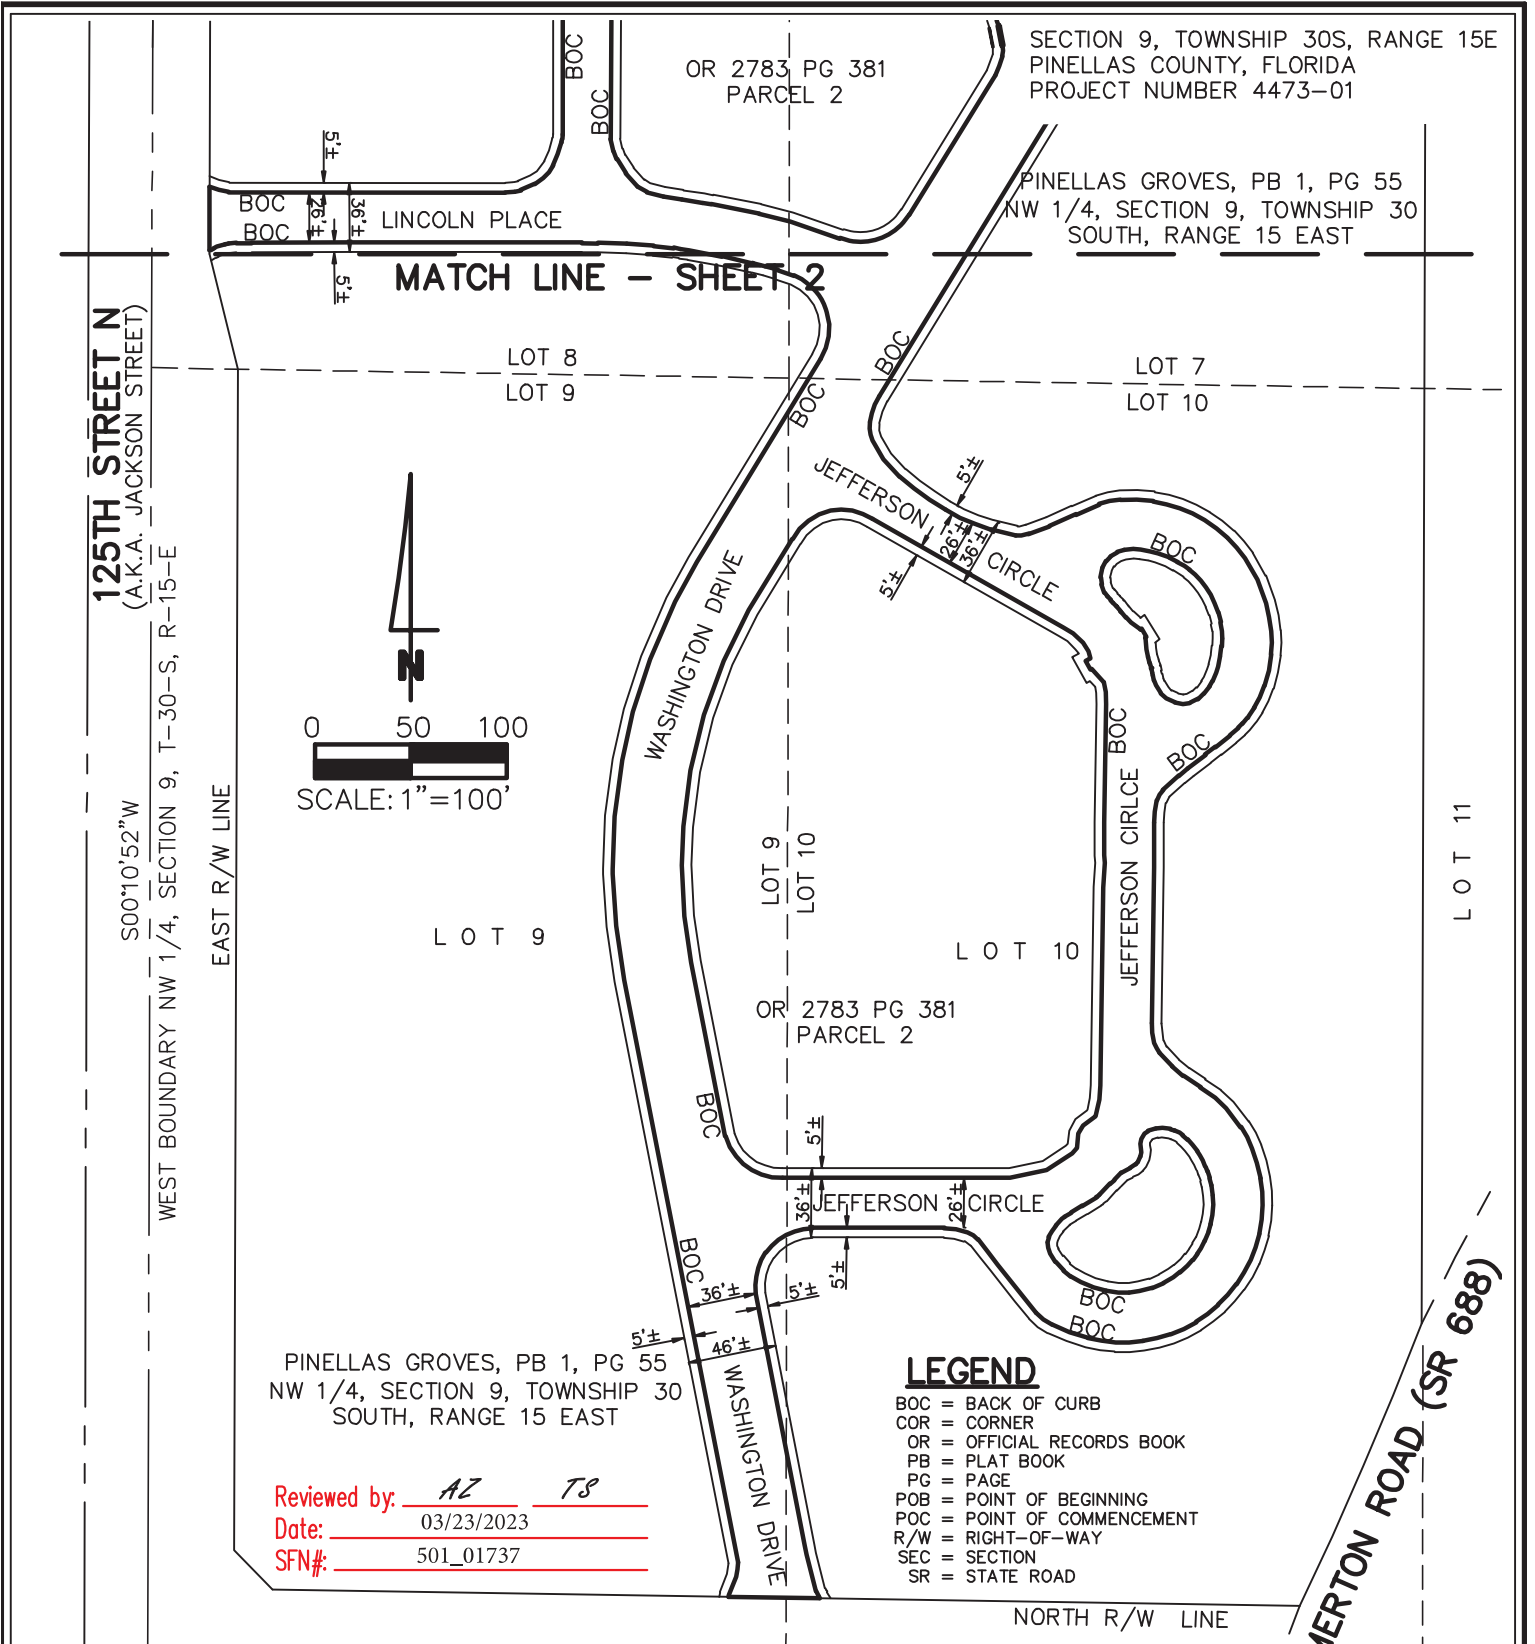 SECTION 9, TOWNSHIP 30S, RANGE 15E
PINELLAS COUNTY, FLORIDA
PROJECT NUMBER 4473-01
OR 2783 PG 381
PARCEL 2
BOC
BOC
PINELLAS GROVES, PB 1, PG 55
NW 1/4, SECTION 9, TOWNSHIP 30
SOUTH, RANGE 15 EAST
5'±
BOC
BOC
26'±
36'±
LINCOLN PLACE
5'±
MATCH LINE - SHEET 2
125TH STREET N
(A.K.A. JACKSON STREET)
LOT 8
LOT 9
LOT 7
LOT 10
BOC
BOC
JEFFERSON CIRCLE
5'±
26'±
36'±
5'±
BOC
WASHINGTON DRIVE
N
0 50 100
SCALE: 1"=100'
S00°10'52"W
WEST BOUNDARY NW 1/4, SECTION 9, T-30-S, R-15-E
EAST R/W LINE
BOC
BOC
JEFFERSON CIRLCE
LOT 9
LOT 10
LOT 11
LOT 9
LOT 10
OR 2783 PG 381
PARCEL 2
BOC
5'±
36'±
JEFFERSON CIRCLE
26'±
5'±
BOC
36'±
5'±
5'±
46'±
BOC
BOC
WASHINGTON DRIVE
PINELLAS GROVES, PB 1, PG 55
NW 1/4, SECTION 9, TOWNSHIP 30
SOUTH, RANGE 15 EAST
LEGEND
BOC = BACK OF CURB
COR = CORNER
OR = OFFICIAL RECORDS BOOK
PB = PLAT BOOK
PG = PAGE
POB = POINT OF BEGINNING
POC = POINT OF COMMENCEMENT
R/W = RIGHT-OF-WAY
SEC = SECTION
SR = STATE ROAD
Reviewed by: AZ TS
Date: 03/23/2023
SFN#: 501_01737
NORTH R/W LINE
MERTON ROAD (SR 688)